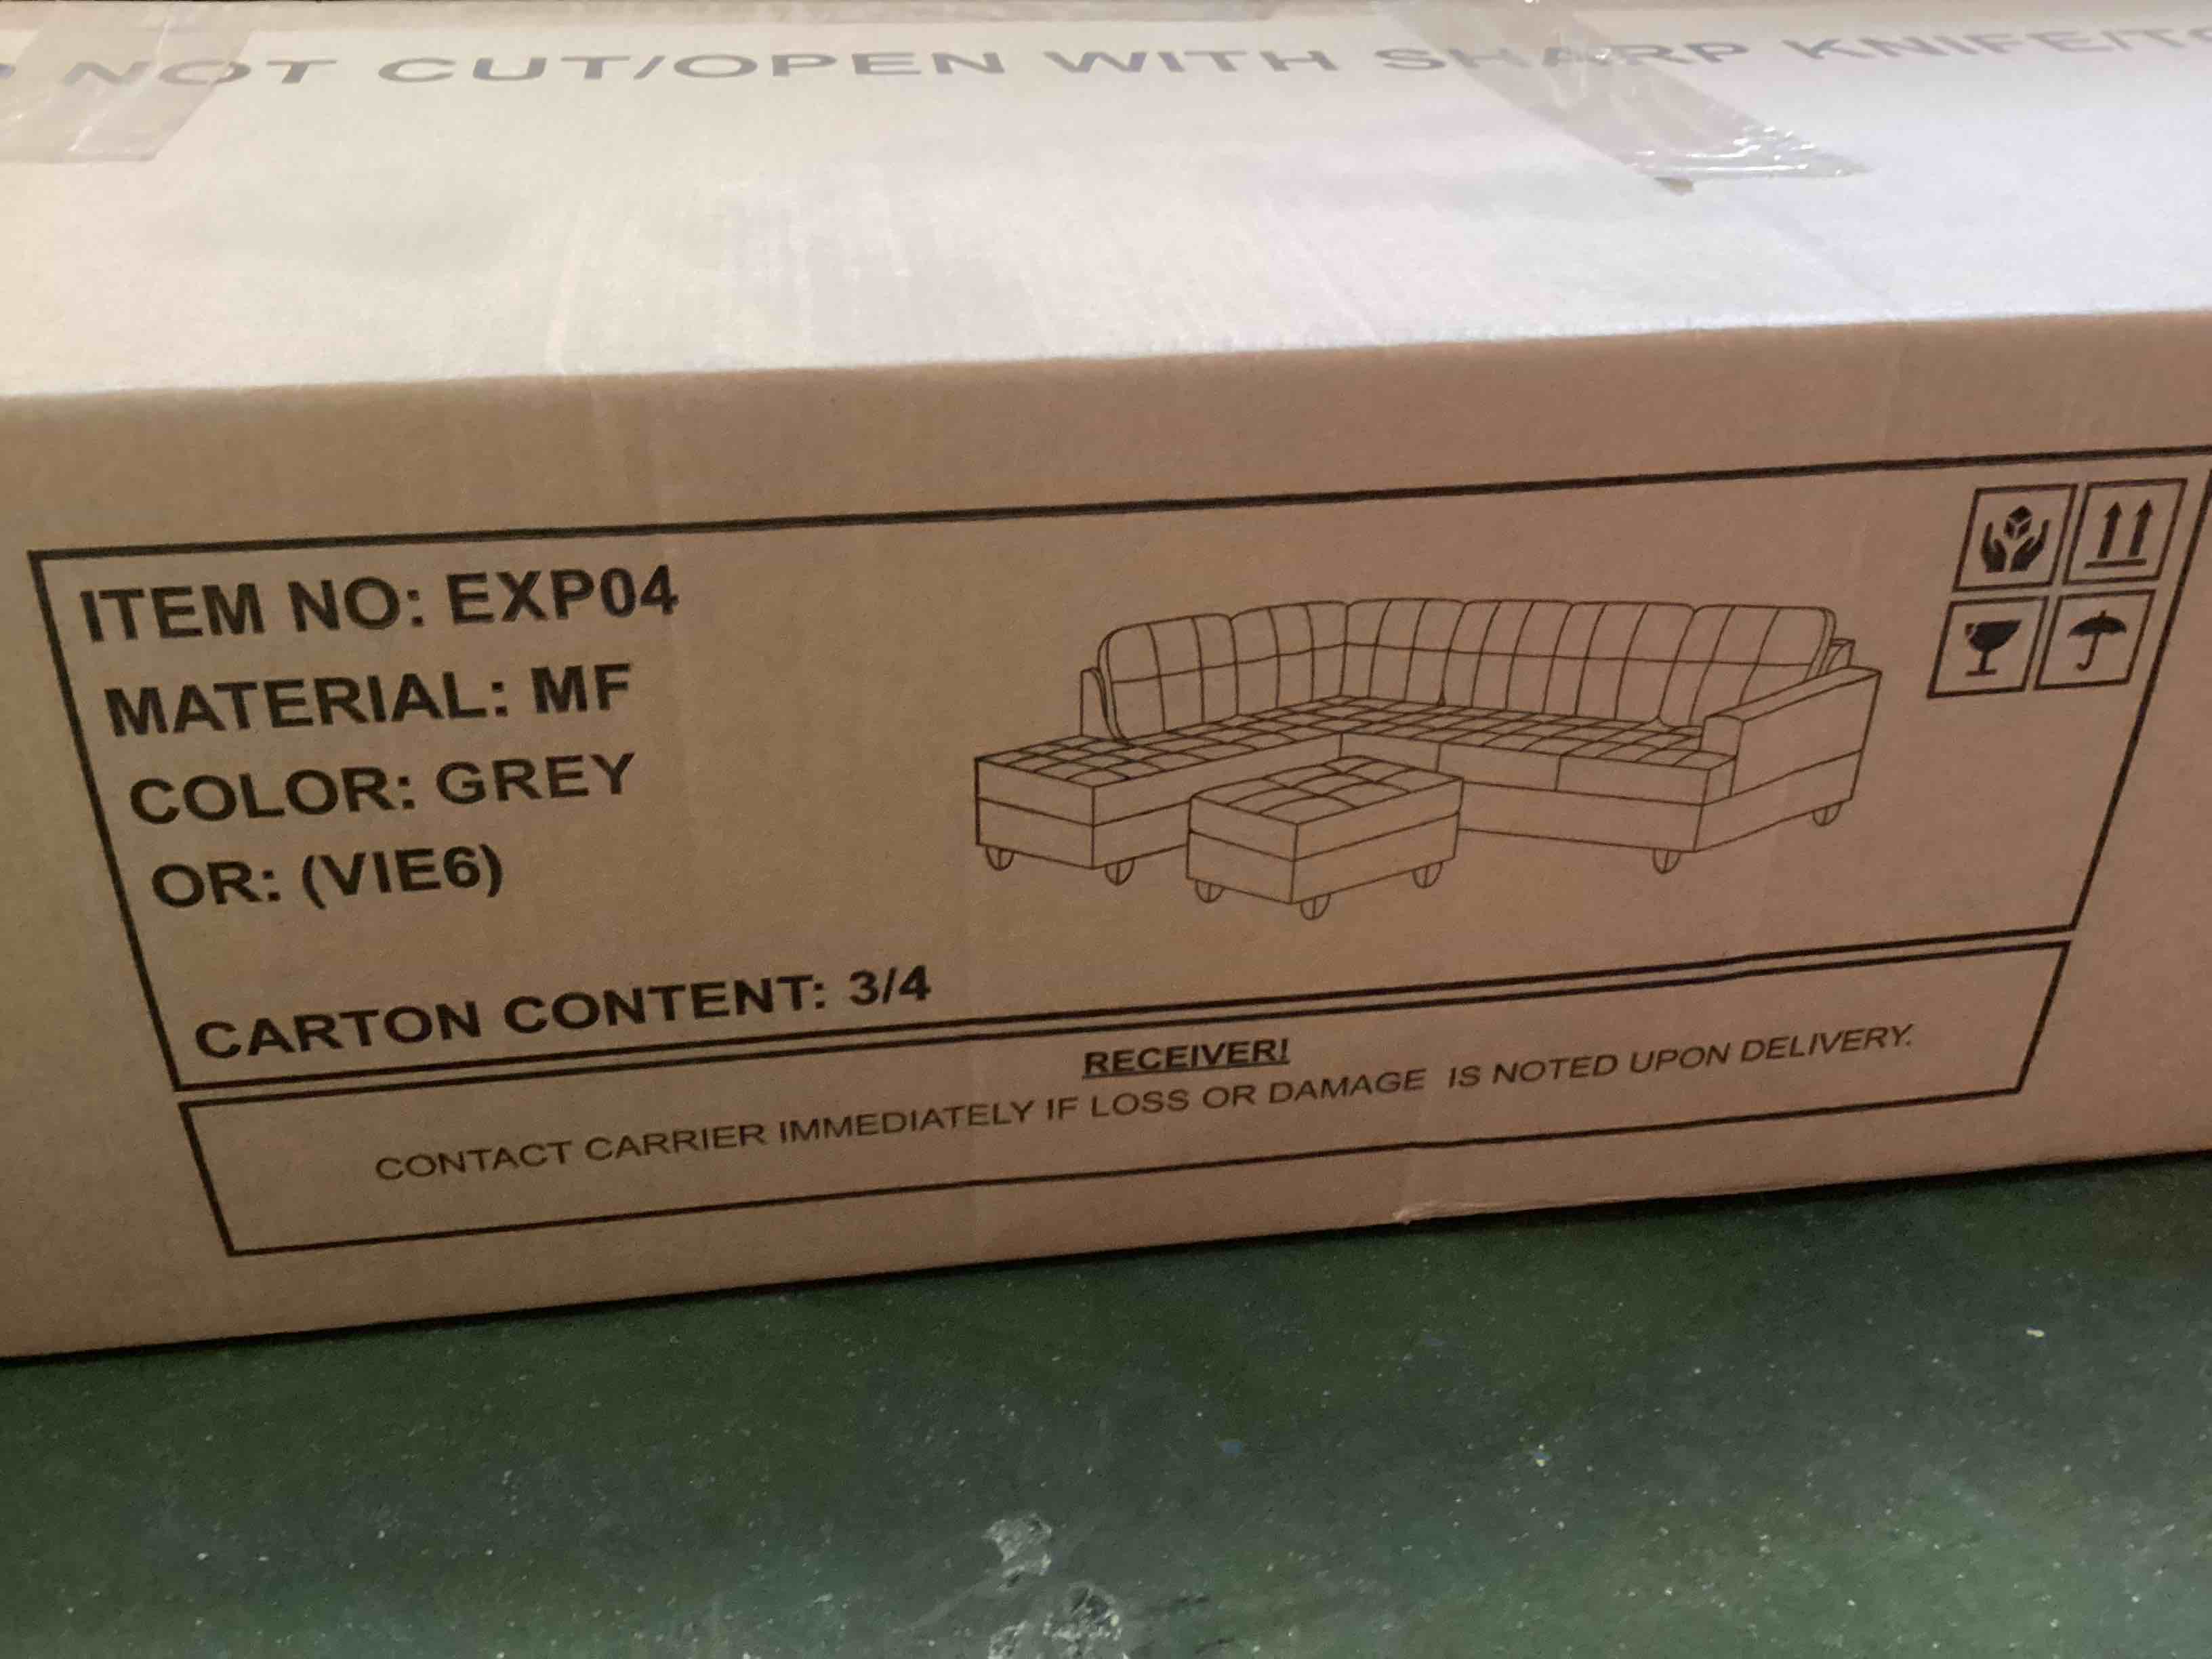 NOT CUT/OPEN WITH SHARP KNIFE/
ITEM NO: EXP04
MATERIAL: MF
COLOR: GREY
OR: (VIE6)
CARTON CONTENT: 3/4
RECEIVER!
CONTACT CARRIER IMMEDIATELY IF LOSS OR DAMAGE IS NOTED UPON DELIVERY.